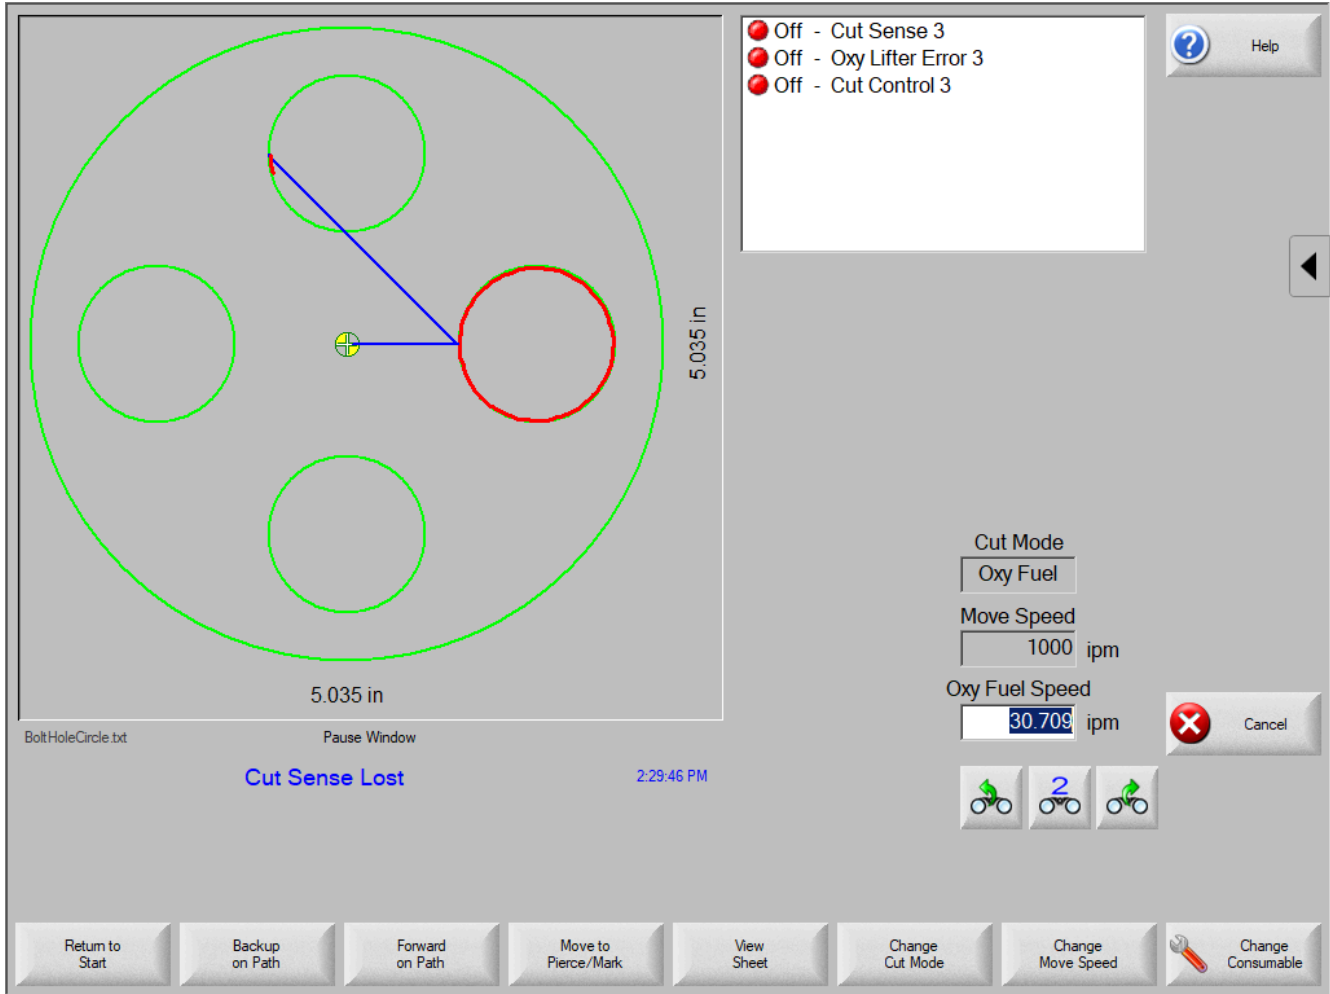 Off - Cut Sense 3
Off - Oxy Lifter Error 3
Off - Cut Control 3
Help
5.035 in
5.035 in
Cut Mode
Oxy Fuel
Move Speed
1000 ipm
Oxy Fuel Speed
30.709 ipm
Cancel
BoltHoleCircle.txt
Pause Window
Cut Sense Lost
2:29:46 PM
2
Return to
Start
Backup
on Path
Forward
on Path
Move to
Pierce/Mark
View
Sheet
Change
Cut Mode
Change
Move Speed
Change
Consumable